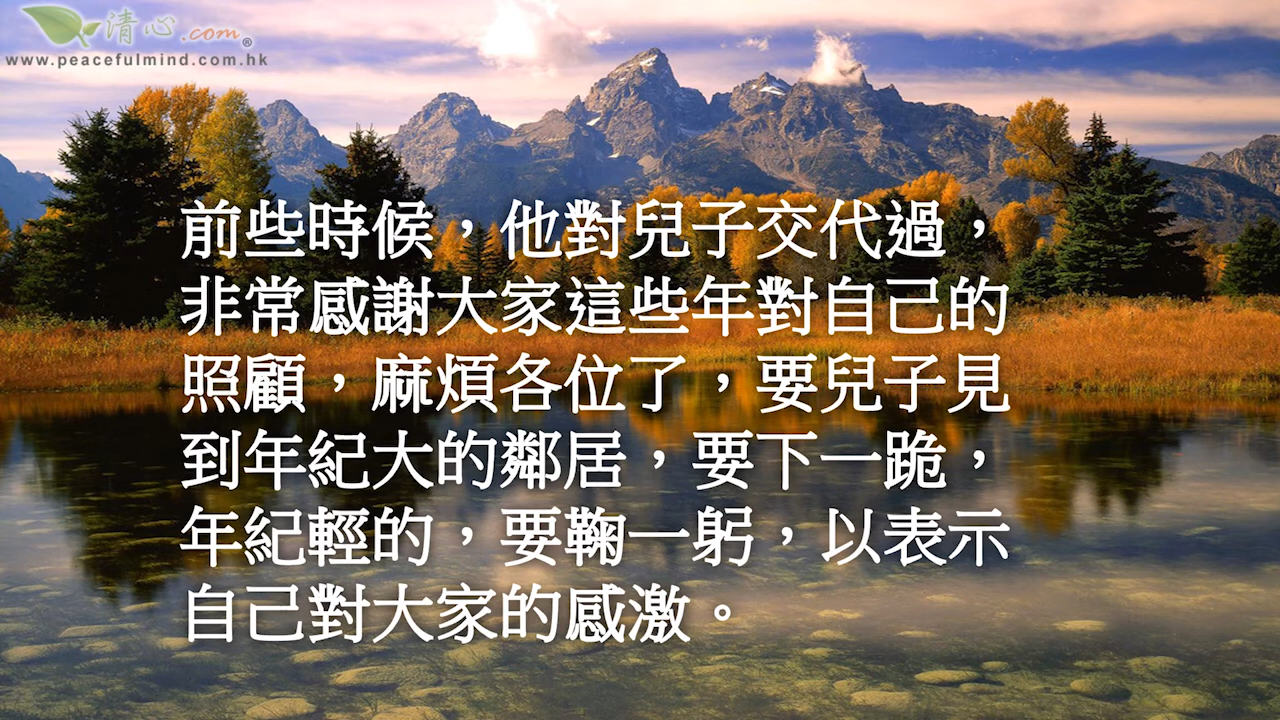 清心.com®
www.peacefulmind.com.hk
前些時候，他對兒子交代過，
非常感謝大家這些年對自己的
照顧，麻煩各位了，要兒子見
到年紀大的鄰居，要下一跪，
年紀輕的，要鞠一躬，以表示
自己對大家的感激。